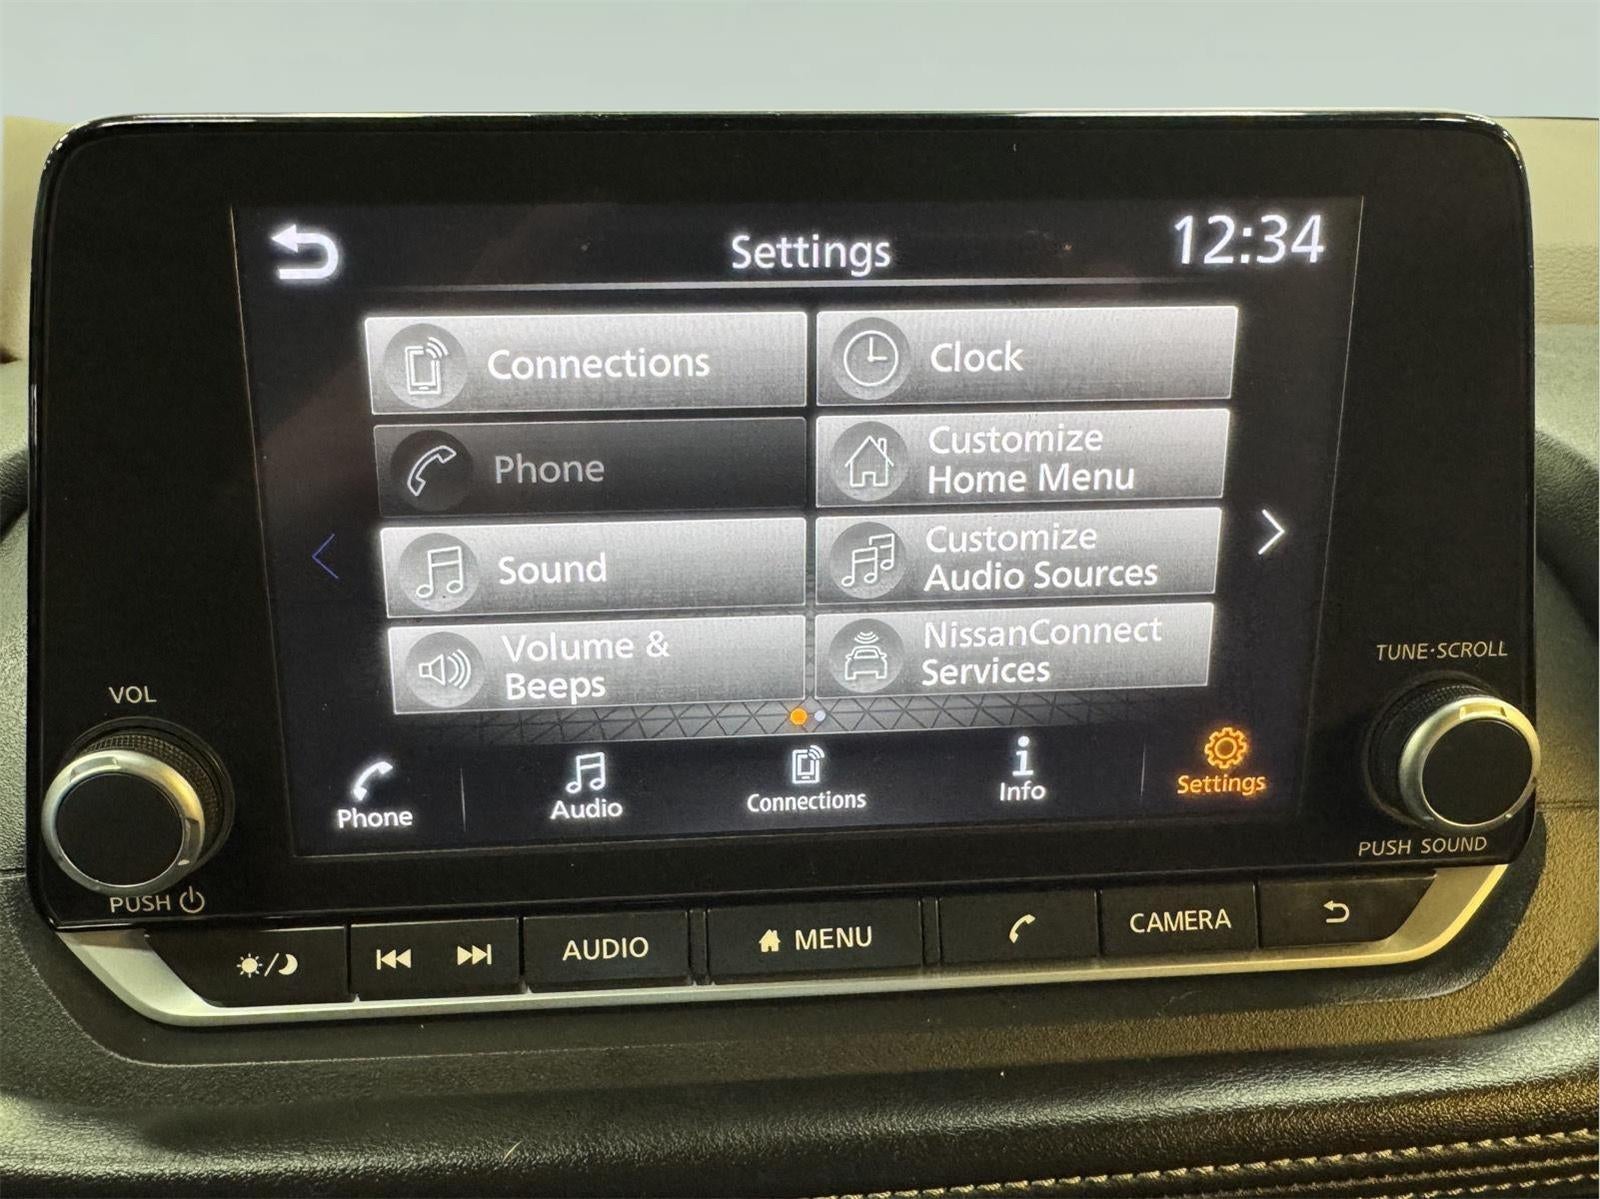 Settings
12:34
Connections
Clock
Phone
Customize
Home Menu
Sound
Customize
Audio Sources
Volume &
Beeps
NissanConnect
Services
Phone
Audio
Connections
Info
Settings
VOL
PUSH
TUNE·SCROLL
PUSH SOUND
AUDIO
MENU
CAMERA